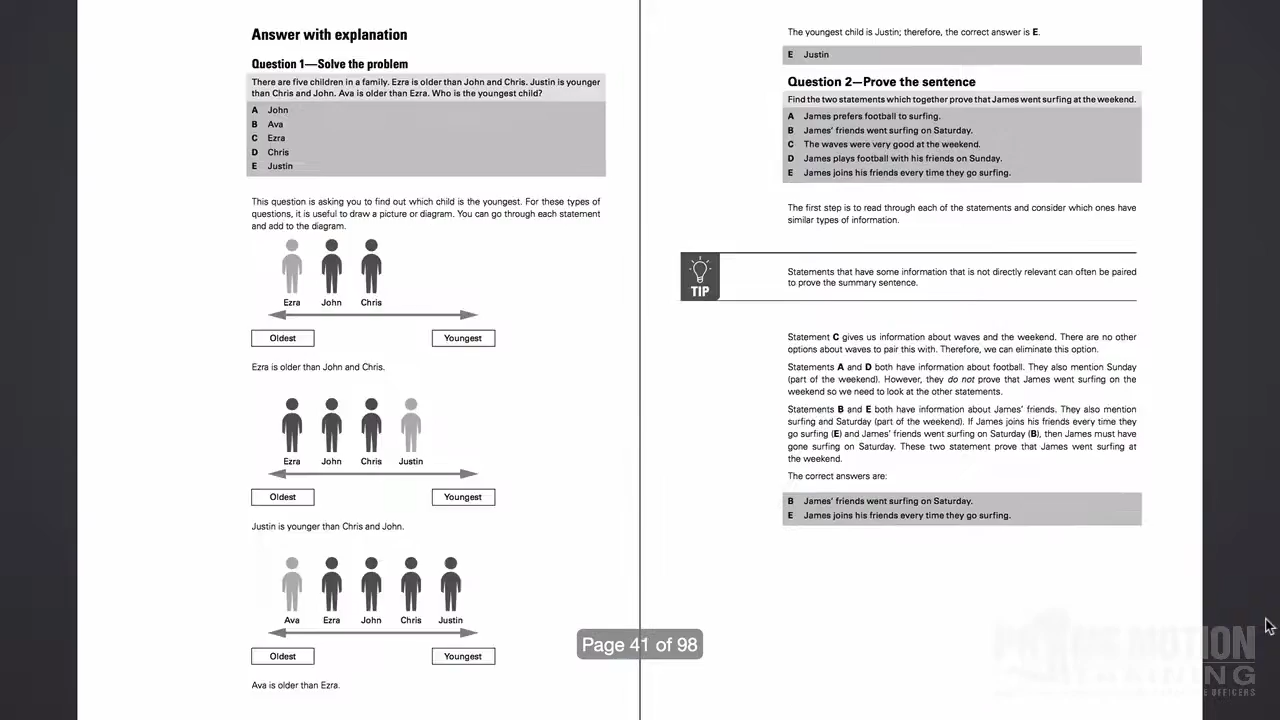 Answer with explanation
Question 1—Solve the problem
There are five children in a family. Ezra is older than John and Chris. Justin is younger
than Chris and John. Ava is older than Ezra. Who is the youngest child?
A John
B Ava
C Ezra
D Chris
E Justin
This question is asking you to find out which child is the youngest. For these types of
questions, it is useful to draw a picture or diagram. You can go through each statement
and add to the diagram.
Ezra John Chris
Oldest Youngest
Ezra is older than John and Chris.
Ezra John Chris Justin
Oldest Youngest
Justin is younger than Chris and John.
Ava Ezra John Chris Justin
Oldest Youngest
Ava is older than Ezra.
The youngest child is Justin; therefore, the correct answer is E.
E Justin
Question 2—Prove the sentence
Find the two statements which together prove that James went surfing at the weekend.
A James prefers football to surfing.
B James' friends went surfing on Saturday.
C The waves were very good at the weekend.
D James plays football with his friends on Sunday.
E James joins his friends every time they go surfing.
The first step is to read through each of the statements and consider which ones have
similar types of information.
TIP
Statements that have some information that is not directly relevant can often be paired
to prove the summary sentence.
Statement C gives us information about waves and the weekend. There are no other
options about waves to pair this with. Therefore, we can eliminate this option.
Statements A and D both have information about football. They also mention Sunday
(part of the weekend). However, they do not prove that James went surfing on the
weekend so we need to look at the other statements.
Statements B and E both have information about James' friends. They also mention
surfing and Saturday (part of the weekend). If James joins his friends every time they
go surfing (E) and James' friends went surfing on Saturday (B), then James must have
gone surfing on Saturday. These two statement prove that James went surfing at
the weekend.
The correct answers are:
B James' friends went surfing on Saturday.
E James joins his friends every time they go surfing.
Page 41 of 98
MOTION
TRAINING
OFFICERS